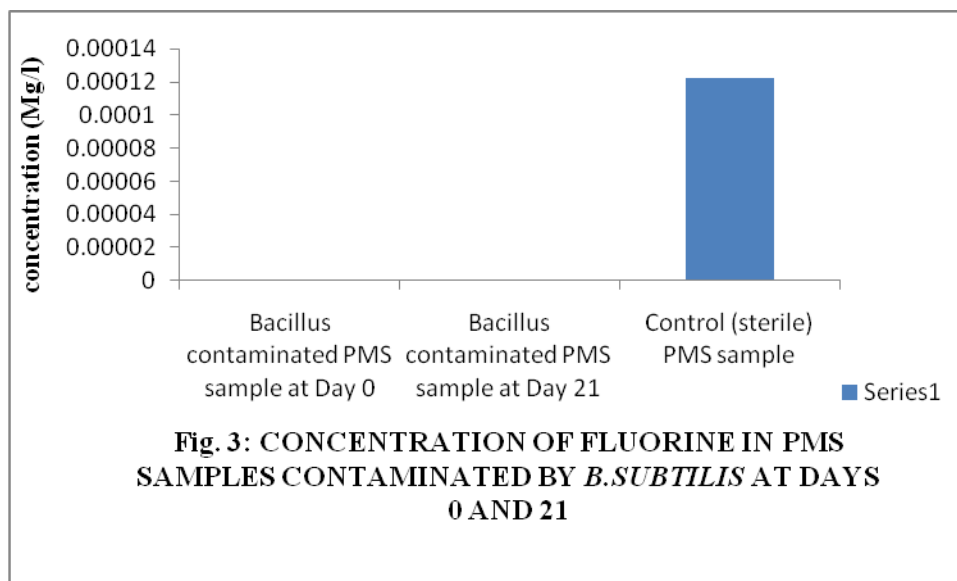 concentration (Mg/l)
0.00014
0.00012
0.0001
0.00008
0.00006
0.00004
0.00002
0
Bacillus
contaminated PMS
sample at Day 0
Bacillus
contaminated PMS
sample at Day 21
Control (sterile)
PMS sample
Series1
Fig. 3: CONCENTRATION OF FLUORINE IN PMS
SAMPLES CONTAMINATED BY B.SUBTILIS AT DAYS
0 AND 21